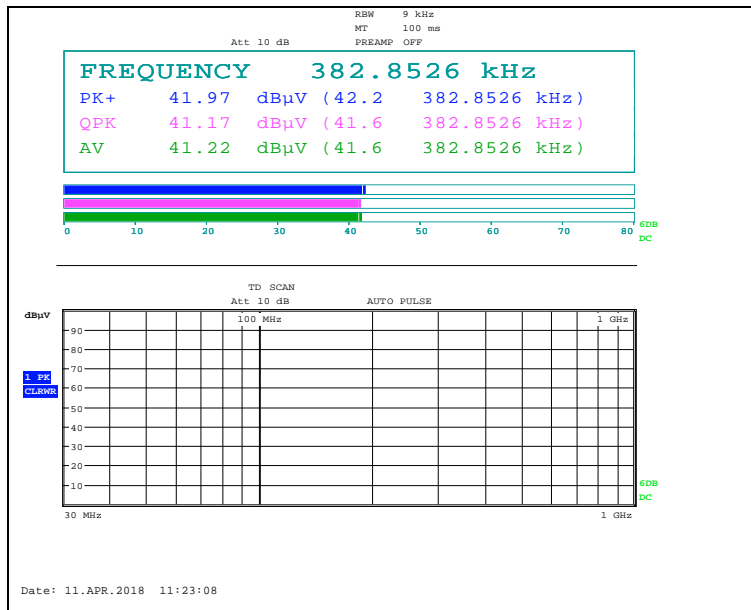 RBW 9 kHz
MT 100 ms
Att 10 dB PREAMP OFF
FREQUENCY 382.8526 kHz
PK+ 41.97 dBµV (42.2 382.8526 kHz)
QPK 41.17 dBµV (41.6 382.8526 kHz)
AV 41.22 dBµV (41.6 382.8526 kHz)
0 10 20 30 40 50 60 70 80
6DB
DC
TD SCAN
Att 10 dB AUTO PULSE
dBµV
100 MHz 1 GHz
90
80
70
1 PK
60
CLRWR
50
40
30
20
10
6DB
DC
30 MHz 1 GHz
Date: 11.APR.2018 11:23:08